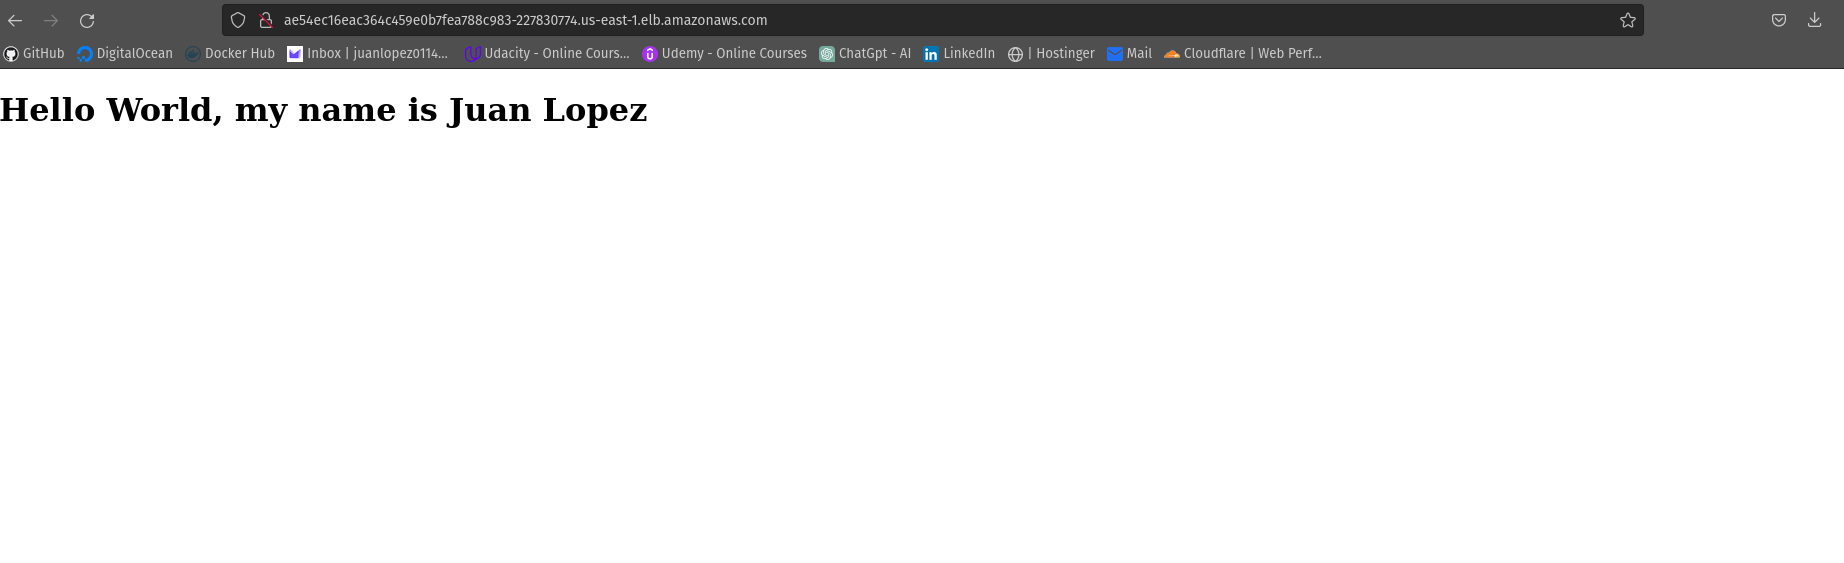 ae54ec16eac364c459e0b7fea788c983-227830774.us-east-1.elb.amazonaws.com
GitHub DigitalOcean Docker Hub Inbox | juanlopez0114... Udacity - Online Cours... Udemy - Online Courses ChatGpt - AI LinkedIn | Hostinger Mail Cloudflare | Web Perf...
Hello World, my name is Juan Lopez